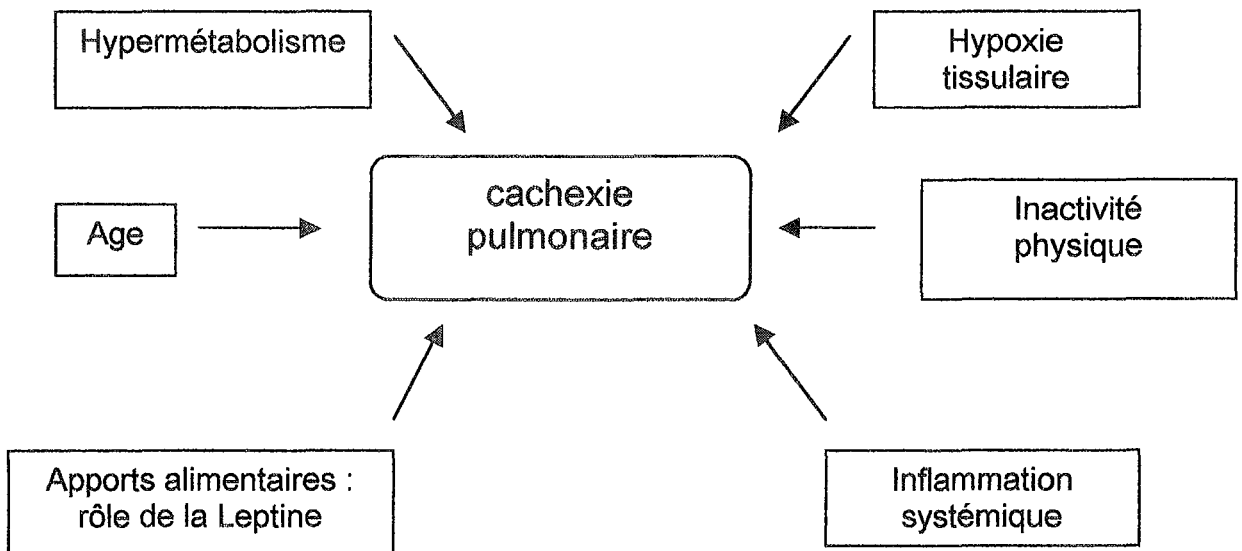 Hypermétabolisme
Hypoxie
tissulaire
cachexie
pulmonaire
Age
Inactivité
physique
Apports alimentaires :
rôle de la Leptine
Inflammation
systémique